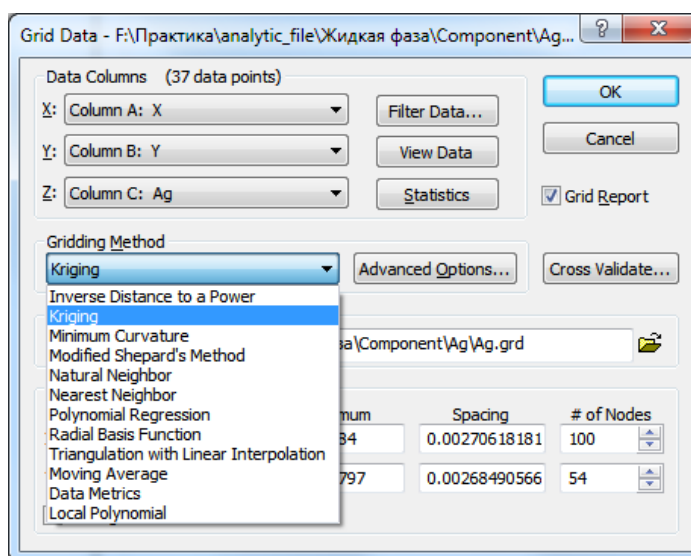 Grid Data - F:\Практика\analytic_file\Жидкая фаза\Component\Ag...
Data Columns (37 data points)
X: Column A: X
Filter Data...
Y: Column B: Y
View Data
Z: Column C: Ag
Statistics
OK
Cancel
Grid Report
Gridding Method
Kriging
Advanced Options...
Cross Validate...
Inverse Distance to a Power
Kriging
Minimum Curvature
Modified Shepard's Method
Natural Neighbor
Nearest Neighbor
Polynomial Regression
Radial Basis Function
Triangulation with Linear Interpolation
Moving Average
Data Metrics
Local Polynomial
за\Component\Ag\Ag.grd
mum Spacing # of Nodes
84 0.00270618181 100
797 0.00268490566 54